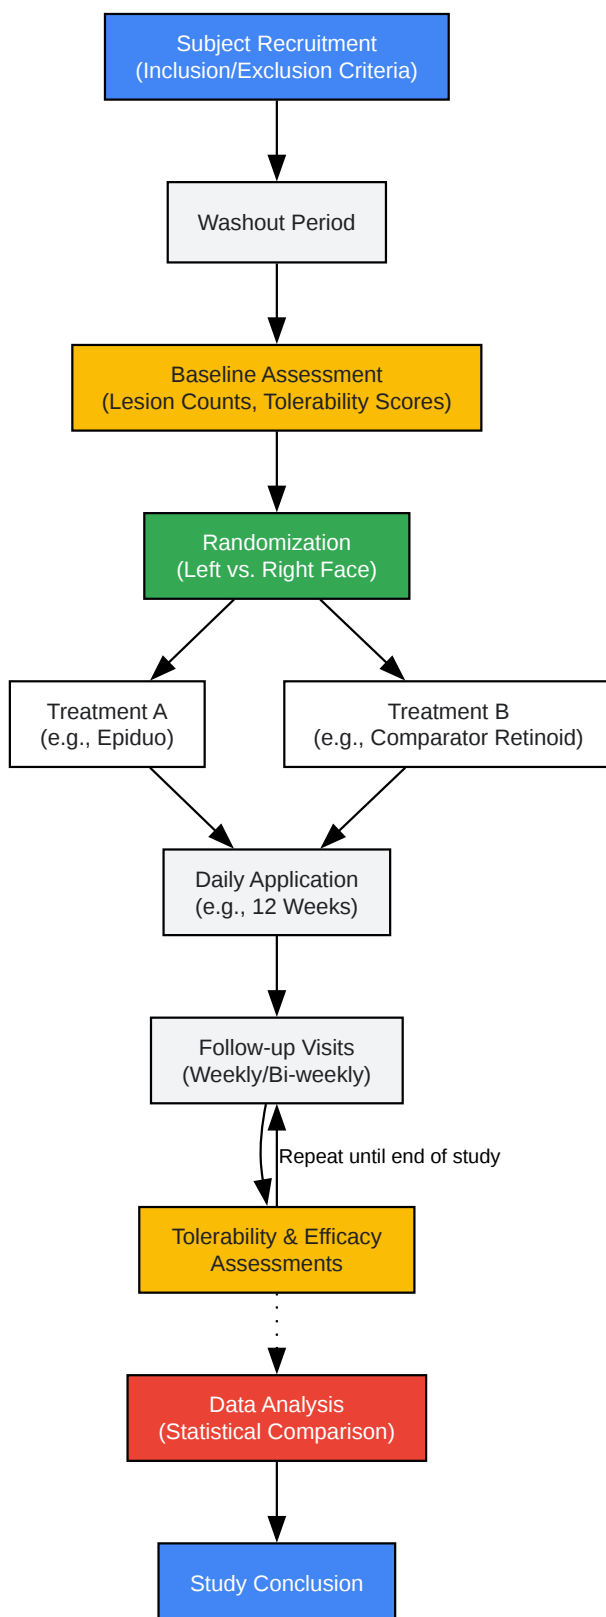 Subject Recruitment
(Inclusion/Exclusion Criteria)
Washout Period
Baseline Assessment
(Lesion Counts, Tolerability Scores)
Randomization
(Left vs. Right Face)
Treatment A
(e.g., Epiduo)
Treatment B
(e.g., Comparator Retinoid)
Daily Application
(e.g., 12 Weeks)
Follow-up Visits
(Weekly/Bi-weekly)
Repeat until end of study
Tolerability & Efficacy
Assessments
Data Analysis
(Statistical Comparison)
Study Conclusion